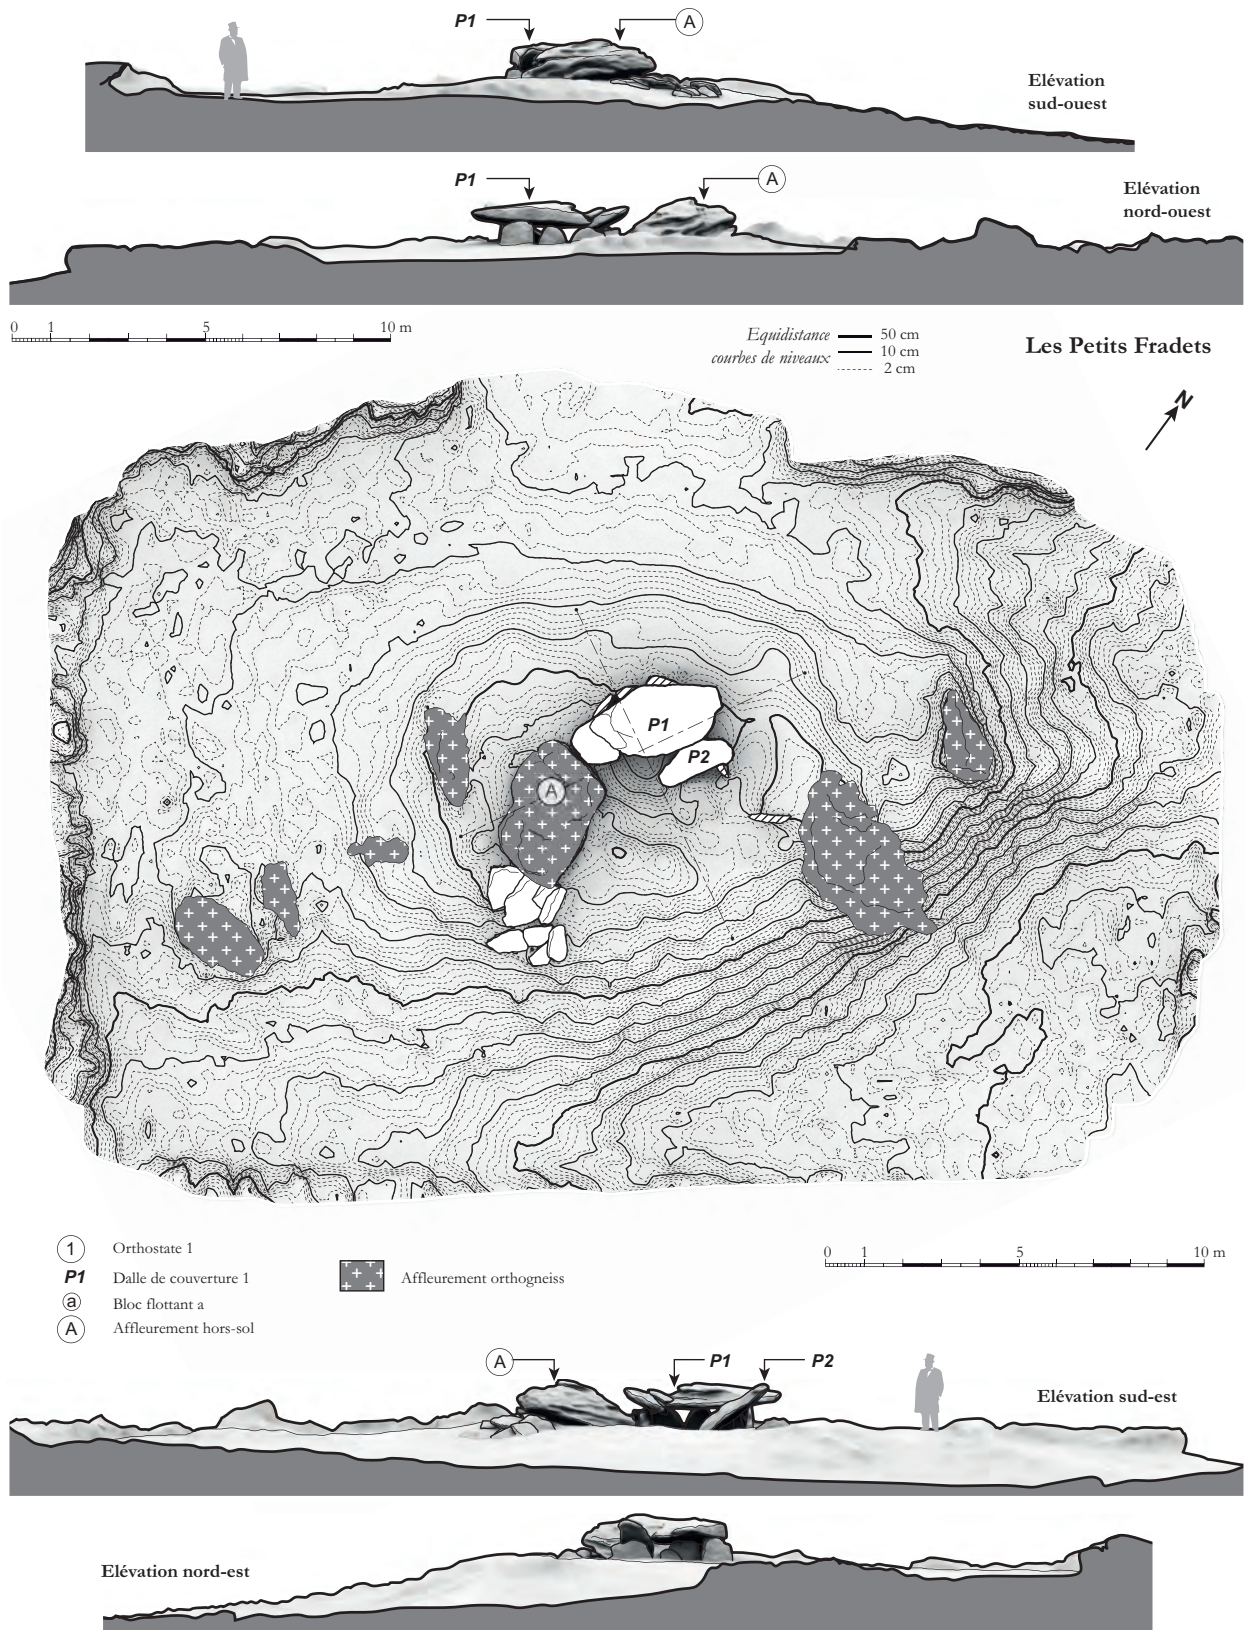 P1
A
Elévation
sud-ouest
P1
A
Elévation
nord-ouest
0 1 5 10 m
Equidistance
courbes de niveaux
50 cm
10 cm
2 cm
Les Petits Fradets
N
P1
P2
A
1 Orthostate 1
P1 Dalle de couverture 1
a Bloc flottant a
A Affleurement hors-sol
Affleurement orthogneiss
0 1 5 10 m
A
P1
P2
Elévation sud-est
Elévation nord-est